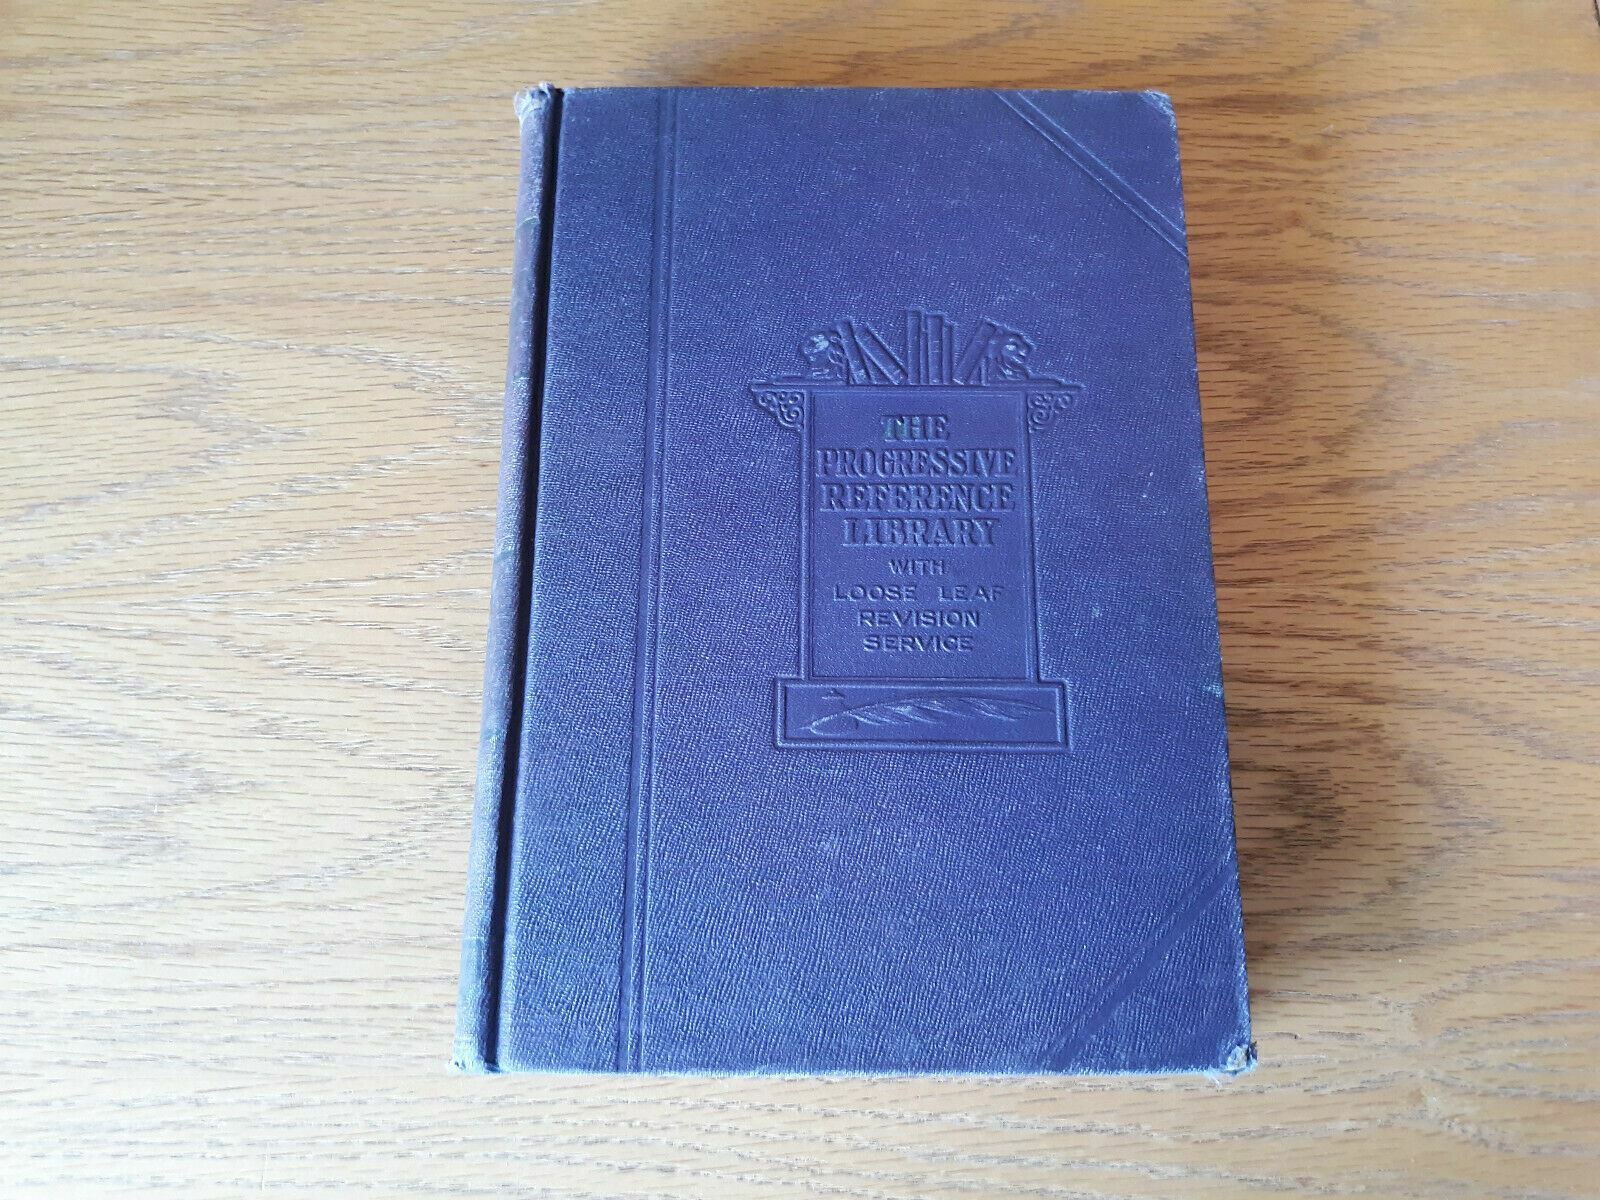 THE
PROGRESSIVE
REFERENCE
LIBRARY
WITH
LOOSE LEAF
REVISION
SERVICE